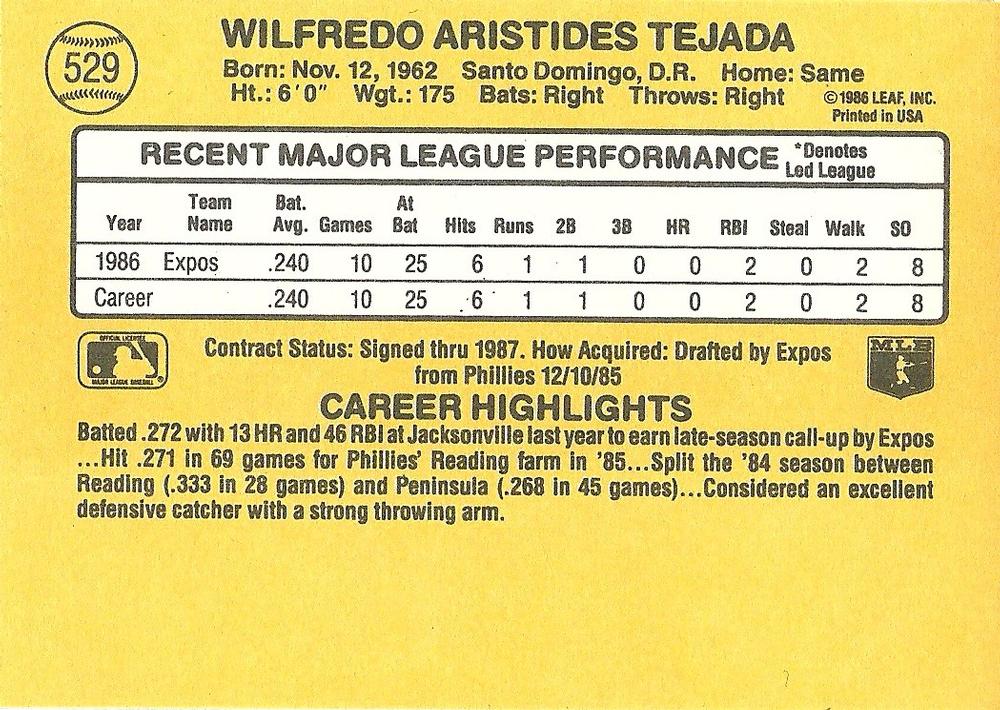 529
WILFREDO ARISTIDES TEJADA
Born: Nov. 12, 1962 Santo Domingo, D.R. Home: Same
Ht.: 6'0" Wgt.: 175 Bats: Right Throws: Right ©1986 LEAF, INC.
Printed in USA
RECENT MAJOR LEAGUE PERFORMANCE *Denotes
Led League
Year Team Name Bat. Avg. Games At Bat Hits Runs 2B 3B HR RBI Steal Walk SO
1986 Expos .240 10 25 6 1 1 0 0 2 0 2 8
Career .240 10 25 6 1 1 0 0 2 0 2 8
OFFICIAL LICENSEE
MAJOR LEAGUE BASEBALL
Contract Status: Signed thru 1987. How Acquired: Drafted by Expos
from Phillies 12/10/85
MLB
CAREER HIGHLIGHTS
Batted .272 with 13 HR and 46 RBI at Jacksonville last year to earn late-season call-up by Expos
...Hit .271 in 69 games for Phillies' Reading farm in '85...Split the '84 season between
Reading (.333 in 28 games) and Peninsula (.268 in 45 games)...Considered an excellent
defensive catcher with a strong throwing arm.